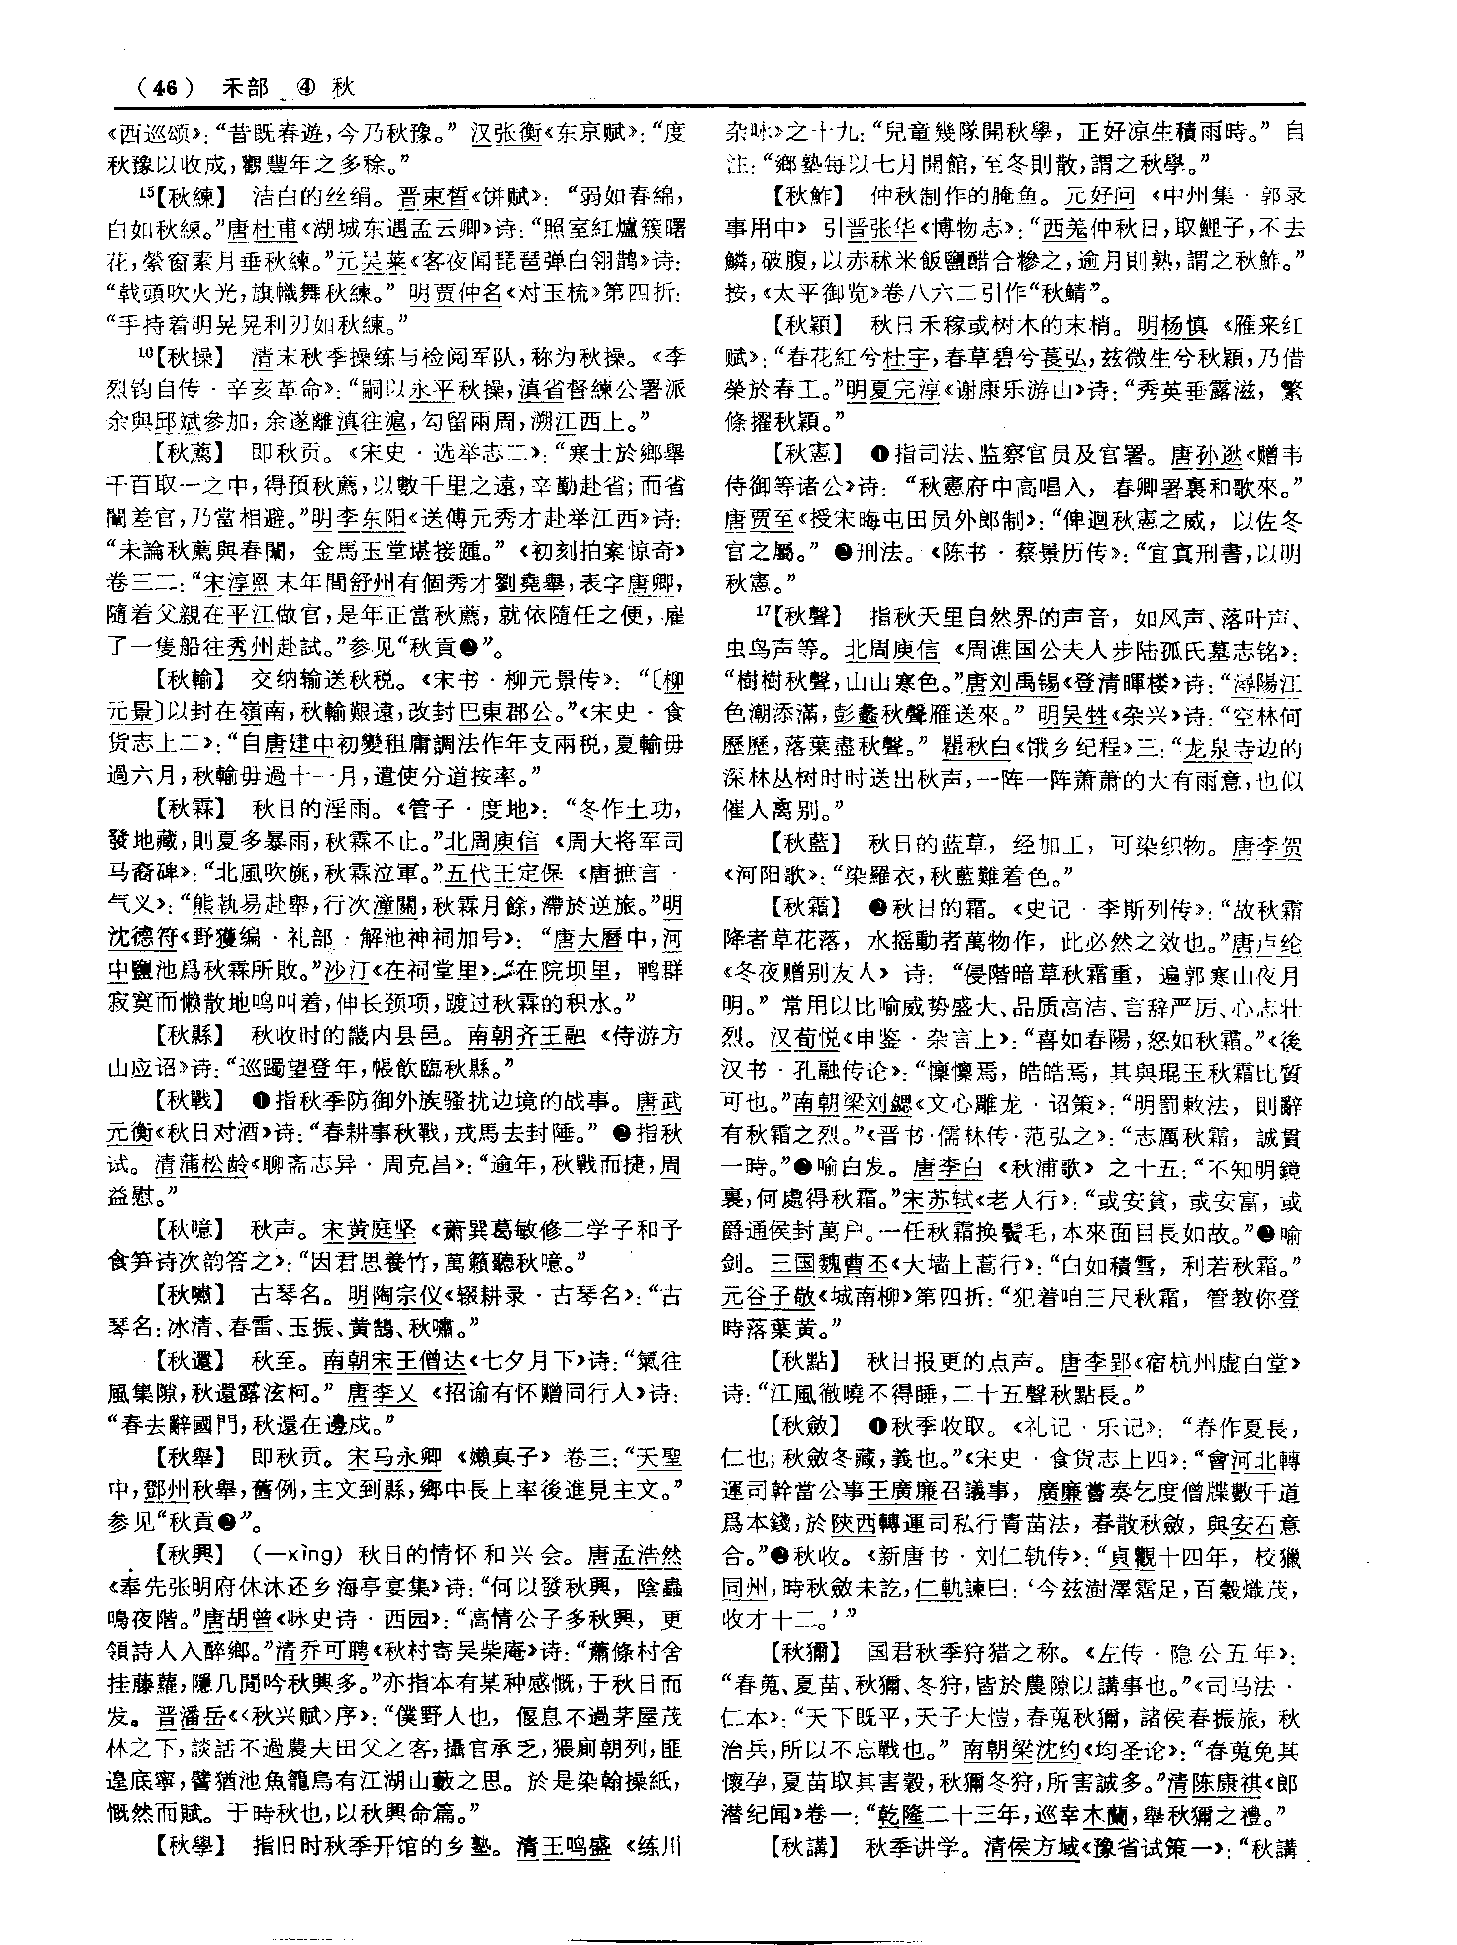 （46） 禾部 ④ 秋
《西巡颂》：“昔既春遊，今乃秋豫。” 汉张衡《东京赋》：“度
秋豫以收成，觀豐年之多稌。”
15【秋練】 洁白的丝绢。晋束晳《饼赋》：“弱如春綿，
白如秋練。”唐杜甫《湖城东遇孟云卿》诗：“照室紅爐簇曙
花，縈窗素月垂秋練。”元吴莱《客夜闻琵琶弹白翎鹊》诗：
“戟頭吹火光，旗幟舞秋練。” 明贾仲名《对玉梳》第四折：
“手持着明晃晃利刃如秋練。”
16【秋操】 清末秋季操练与检阅军队，称为秋操。《李
烈钧自传·辛亥革命》：“嗣以永平秋操，滇省督練公署派
余與邱斌參加，余遂離滇往滬，勾留兩周，溯江西上。”
【秋薦】 即秋贡。《宋史·选举志二》：“寒士於鄉舉
千百取一之中，得預秋薦，以數千里之遠，辛勤赴省；而省
闈差官，乃當相避。”明李东阳《送傅元秀才赴举江西》诗：
“未論秋薦與春闈，金馬玉堂堪接踵。”《初刻拍案惊奇》
卷三二：“宋淳熙末年間舒州有個秀才劉堯舉，表字唐卿，
隨着父親在平江做官，是年正當秋薦，就依隨任之便，雇
了一隻船往秀州赴試。”参见“秋貢❷”。
【秋輸】 交纳输送秋税。《宋书·柳元景传》：“〔柳
元景〕以封在嶺南，秋輸艱遠，改封巴東郡公。”《宋史·食
货志上二》：“自唐建中初變租庸調法作年支兩税，夏輸毋
過六月，秋輸毋過十一月，遣使分道按率。”
【秋霖】 秋日的淫雨。《管子·度地》：“冬作土功，
發地藏，則夏多暴雨，秋霖不止。”北周庾信《周大将军司
马裔碑》：“北風吹旐，秋霖泣軍。”五代王定保《唐摭言·
气义》：“熊執易赴舉，行次潼關，秋霖月餘，滯於逆旅。”明
沈德符《野獲编·礼部·解池神祠加号》：“唐大曆中，河
中鹽池爲秋霖所敗。”沙汀《在祠堂里》：“在院坝里，鸭群
寂寞而懒散地鸣叫着，伸长颈项，踱过秋霖的积水。”
【秋縣】 秋收时的畿内县邑。南朝齐王融《侍游方
山应诏》诗：“巡躅望登年，帳飲臨秋縣。”
【秋戰】 ❶指秋季防御外族骚扰边境的战事。唐武
元衡《秋日对酒》诗：“春耕事秋戰，戎馬去封陲。” ❷指秋
试。清蒲松龄《聊斋志异·周克昌》：“逾年，秋戰而捷，周
益慰。”
【秋噫】 秋声。宋黄庭坚《萧巽葛敏修二学子和予
食笋诗次韵答之》：“因君思養竹，萬籟聽秋噫。”
【秋嘯】 古琴名。明陶宗仪《辍耕录·古琴名》：“古
琴名：冰清、春雷、玉振、黄鵠、秋嘯。”
【秋還】 秋至。南朝宋王僧达《七夕月下》诗：“氣往
風集隙，秋還露泫柯。” 唐李乂《招谕有怀赠同行人》诗：
“春去辭國門，秋還在邊戍。”
【秋舉】 即秋贡。宋马永卿《嬾真子》卷三：“天聖
中，鄧州秋舉，舊例，主文到縣，鄉中長上率後進見主文。”
参见“秋貢❷”。
【秋興】 （—xìng）秋日的情怀和兴会。唐孟浩然
《奉先张明府休沐还乡海亭宴集》诗：“何以發秋興，陰蟲
鳴夜階。”唐胡曾《咏史诗·西园》：“高情公子多秋興，更
領詩人入醉鄉。”清乔可聘《秋村寄吴柴庵》诗：“蕭條村舍
挂藤蘿，隱几閒吟秋興多。”亦指本有某种感慨，于秋日而
发。晋潘岳《〈秋兴赋〉序》：“僕野人也，偃息不過茅屋茂
林之下，談話不過農夫田父之客，攝官承乏，猥廁朝列，匪
遑底寧，譬猶池魚籠鳥有江湖山藪之思。於是染翰操紙，
慨然而賦。于時秋也，以秋興命篇。”
【秋學】 指旧时秋季开馆的乡塾。清王鸣盛《练川
杂咏》之十九：“兒童幾隊開秋學，正好凉生積雨時。” 自
注：“鄉塾每以七月開館，至冬則散，謂之秋學。”
【秋鮓】 仲秋制作的腌鱼。元好问《中州集·郭录
事用中》引晋张华《博物志》：“西羌仲秋日，取鯉子，不去
鱗，破腹，以赤秫米飯鹽醋合糝之，逾月則熟，謂之秋鮓。”
按，《太平御览》卷八六二引作“秋鲭”。
【秋穎】 秋日禾稼或树木的末梢。明杨慎《雁来红
赋》：“春花紅兮杜宇，春草碧兮萇弘，兹微生兮秋穎，乃借
榮於春工。”明夏完淳《谢康乐游山》诗：“秀英垂露滋，繁
條擢秋穎。”
【秋憲】 ❶指司法、监察官员及官署。唐孙逖《赠韦
侍御等诸公》诗：“秋憲府中高唱入，春卿署裏和歌來。”
唐贾至《授宋晦屯田员外郎制》：“俾迴秋憲之威，以佐冬
官之屬。” ❷刑法。《陈书·蔡景历传》：“宜真刑書，以明
秋憲。”
17【秋聲】 指秋天里自然界的声音，如风声、落叶声、
虫鸟声等。北周庾信《周谯国公夫人步陆孤氏墓志铭》：
“樹樹秋聲，山山寒色。”唐刘禹锡《登清暉楼》诗：“潯陽江
色潮添滿，彭蠡秋聲雁送來。” 明吴甡《杂兴》诗：“空林何
歷歷，落葉盡秋聲。” 瞿秋白《饿乡纪程》三：“龙泉寺边的
深林丛树时时送出秋声，一阵一阵萧萧的大有雨意，也似
催人离别。”
【秋藍】 秋日的蓝草，经加工，可染织物。唐李贺
《河阳歌》：“染羅衣，秋藍難着色。”
【秋霜】 ❶秋日的霜。《史记·李斯列传》：“故秋霜
降者草花落，水摇動者萬物作，此必然之效也。”唐卢纶
《冬夜赠别友人》诗：“侵階暗草秋霜重，遍郭寒山夜月
明。” 常用以比喻威势盛大、品质高洁、言辞严厉、心志壮
烈。汉荀悦《申鉴·杂言上》：“喜如春陽，怒如秋霜。”《後
汉书·孔融传论》：“懍懍焉，皓皓焉，其與琨玉秋霜比質
可也。”南朝梁刘勰《文心雕龙·诏策》：“明罰敕法，則辭
有秋霜之烈。”《晋书·儒林传·范弘之》：“志厲秋霜，誠貫
一時。”❷喻白发。唐李白《秋浦歌》之十五：“不知明鏡
裏，何處得秋霜。”宋苏轼《老人行》：“或安貧，或安富，或
爵通侯封萬户。一任秋霜换鬢毛，本來面目長如故。”❸喻
剑。三国魏曹丕《大墙上蒿行》：“白如積雪，利若秋霜。”
元谷子敬《城南柳》第四折：“犯着咱三尺秋霜，管教你登
時落葉黄。”
【秋點】 秋日报更的点声。唐李郢《宿杭州虚白堂》
诗：“江風徹曉不得睡，二十五聲秋點長。”
【秋斂】 ❶秋季收取。《礼记·乐记》：“春作夏長，
仁也；秋斂冬藏，義也。”《宋史·食货志上四》：“會河北轉
運司幹當公事王廣廉召議事，廣廉嘗奏乞度僧牒數千道
爲本錢，於陝西轉運司私行青苗法，春散秋斂，與安石意
合。”❷秋收。《新唐书·刘仁轨传》：“貞觀十四年，校獵
同州，時秋斂未訖，仁軌諫曰：‘今兹澍澤霑足，百穀熾茂，
收才十二。’”
【秋獮】 国君秋季狩猎之称。《左传·隐公五年》：
“春蒐、夏苗、秋獮、冬狩，皆於農隙以講事也。”《司马法·
仁本》：“天下既平，天子大愷，春蒐秋獮，諸侯春振旅，秋
治兵，所以不忘戰也。” 南朝梁沈约《均圣论》：“春蒐免其
懷孕，夏苗取其害穀，秋獮冬狩，所害誠多。”清陈康祺《郎
潜纪闻》卷一：“乾隆二十三年，巡幸木蘭，舉秋獮之禮。”
【秋講】 秋季讲学。清侯方域《豫省试策一》：“秋講